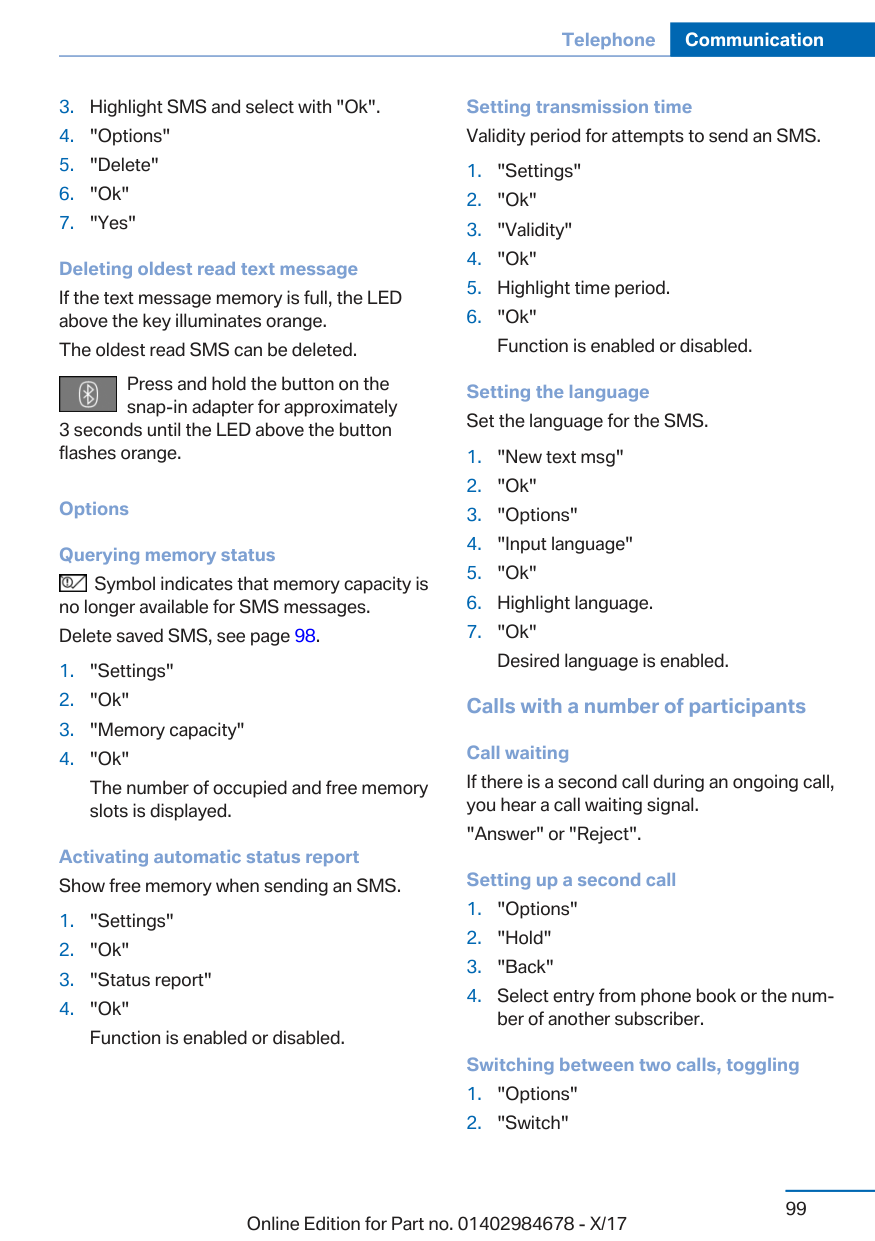 Telephone Communication
3. Highlight SMS and select with "Ok".
4. "Options"
5. "Delete"
6. "Ok"
7. "Yes"
Deleting oldest read text message
If the text message memory is full, the LED
above the key illuminates orange.
The oldest read SMS can be deleted.
Press and hold the button on the
snap-in adapter for approximately
3 seconds until the LED above the button
flashes orange.
Options
Querying memory status
Symbol indicates that memory capacity is
no longer available for SMS messages.
Delete saved SMS, see page 98.
1. "Settings"
2. "Ok"
3. "Memory capacity"
4. "Ok"
The number of occupied and free memory
slots is displayed.
Activating automatic status report
Show free memory when sending an SMS.
1. "Settings"
2. "Ok"
3. "Status report"
4. "Ok"
Function is enabled or disabled.
Setting transmission time
Validity period for attempts to send an SMS.
1. "Settings"
2. "Ok"
3. "Validity"
4. "Ok"
5. Highlight time period.
6. "Ok"
Function is enabled or disabled.
Setting the language
Set the language for the SMS.
1. "New text msg"
2. "Ok"
3. "Options"
4. "Input language"
5. "Ok"
6. Highlight language.
7. "Ok"
Desired language is enabled.
Calls with a number of participants
Call waiting
If there is a second call during an ongoing call,
you hear a call waiting signal.
"Answer" or "Reject".
Setting up a second call
1. "Options"
2. "Hold"
3. "Back"
4. Select entry from phone book or the num-
ber of another subscriber.
Switching between two calls, toggling
1. "Options"
2. "Switch"
99
Online Edition for Part no. 01402984678 - X/17